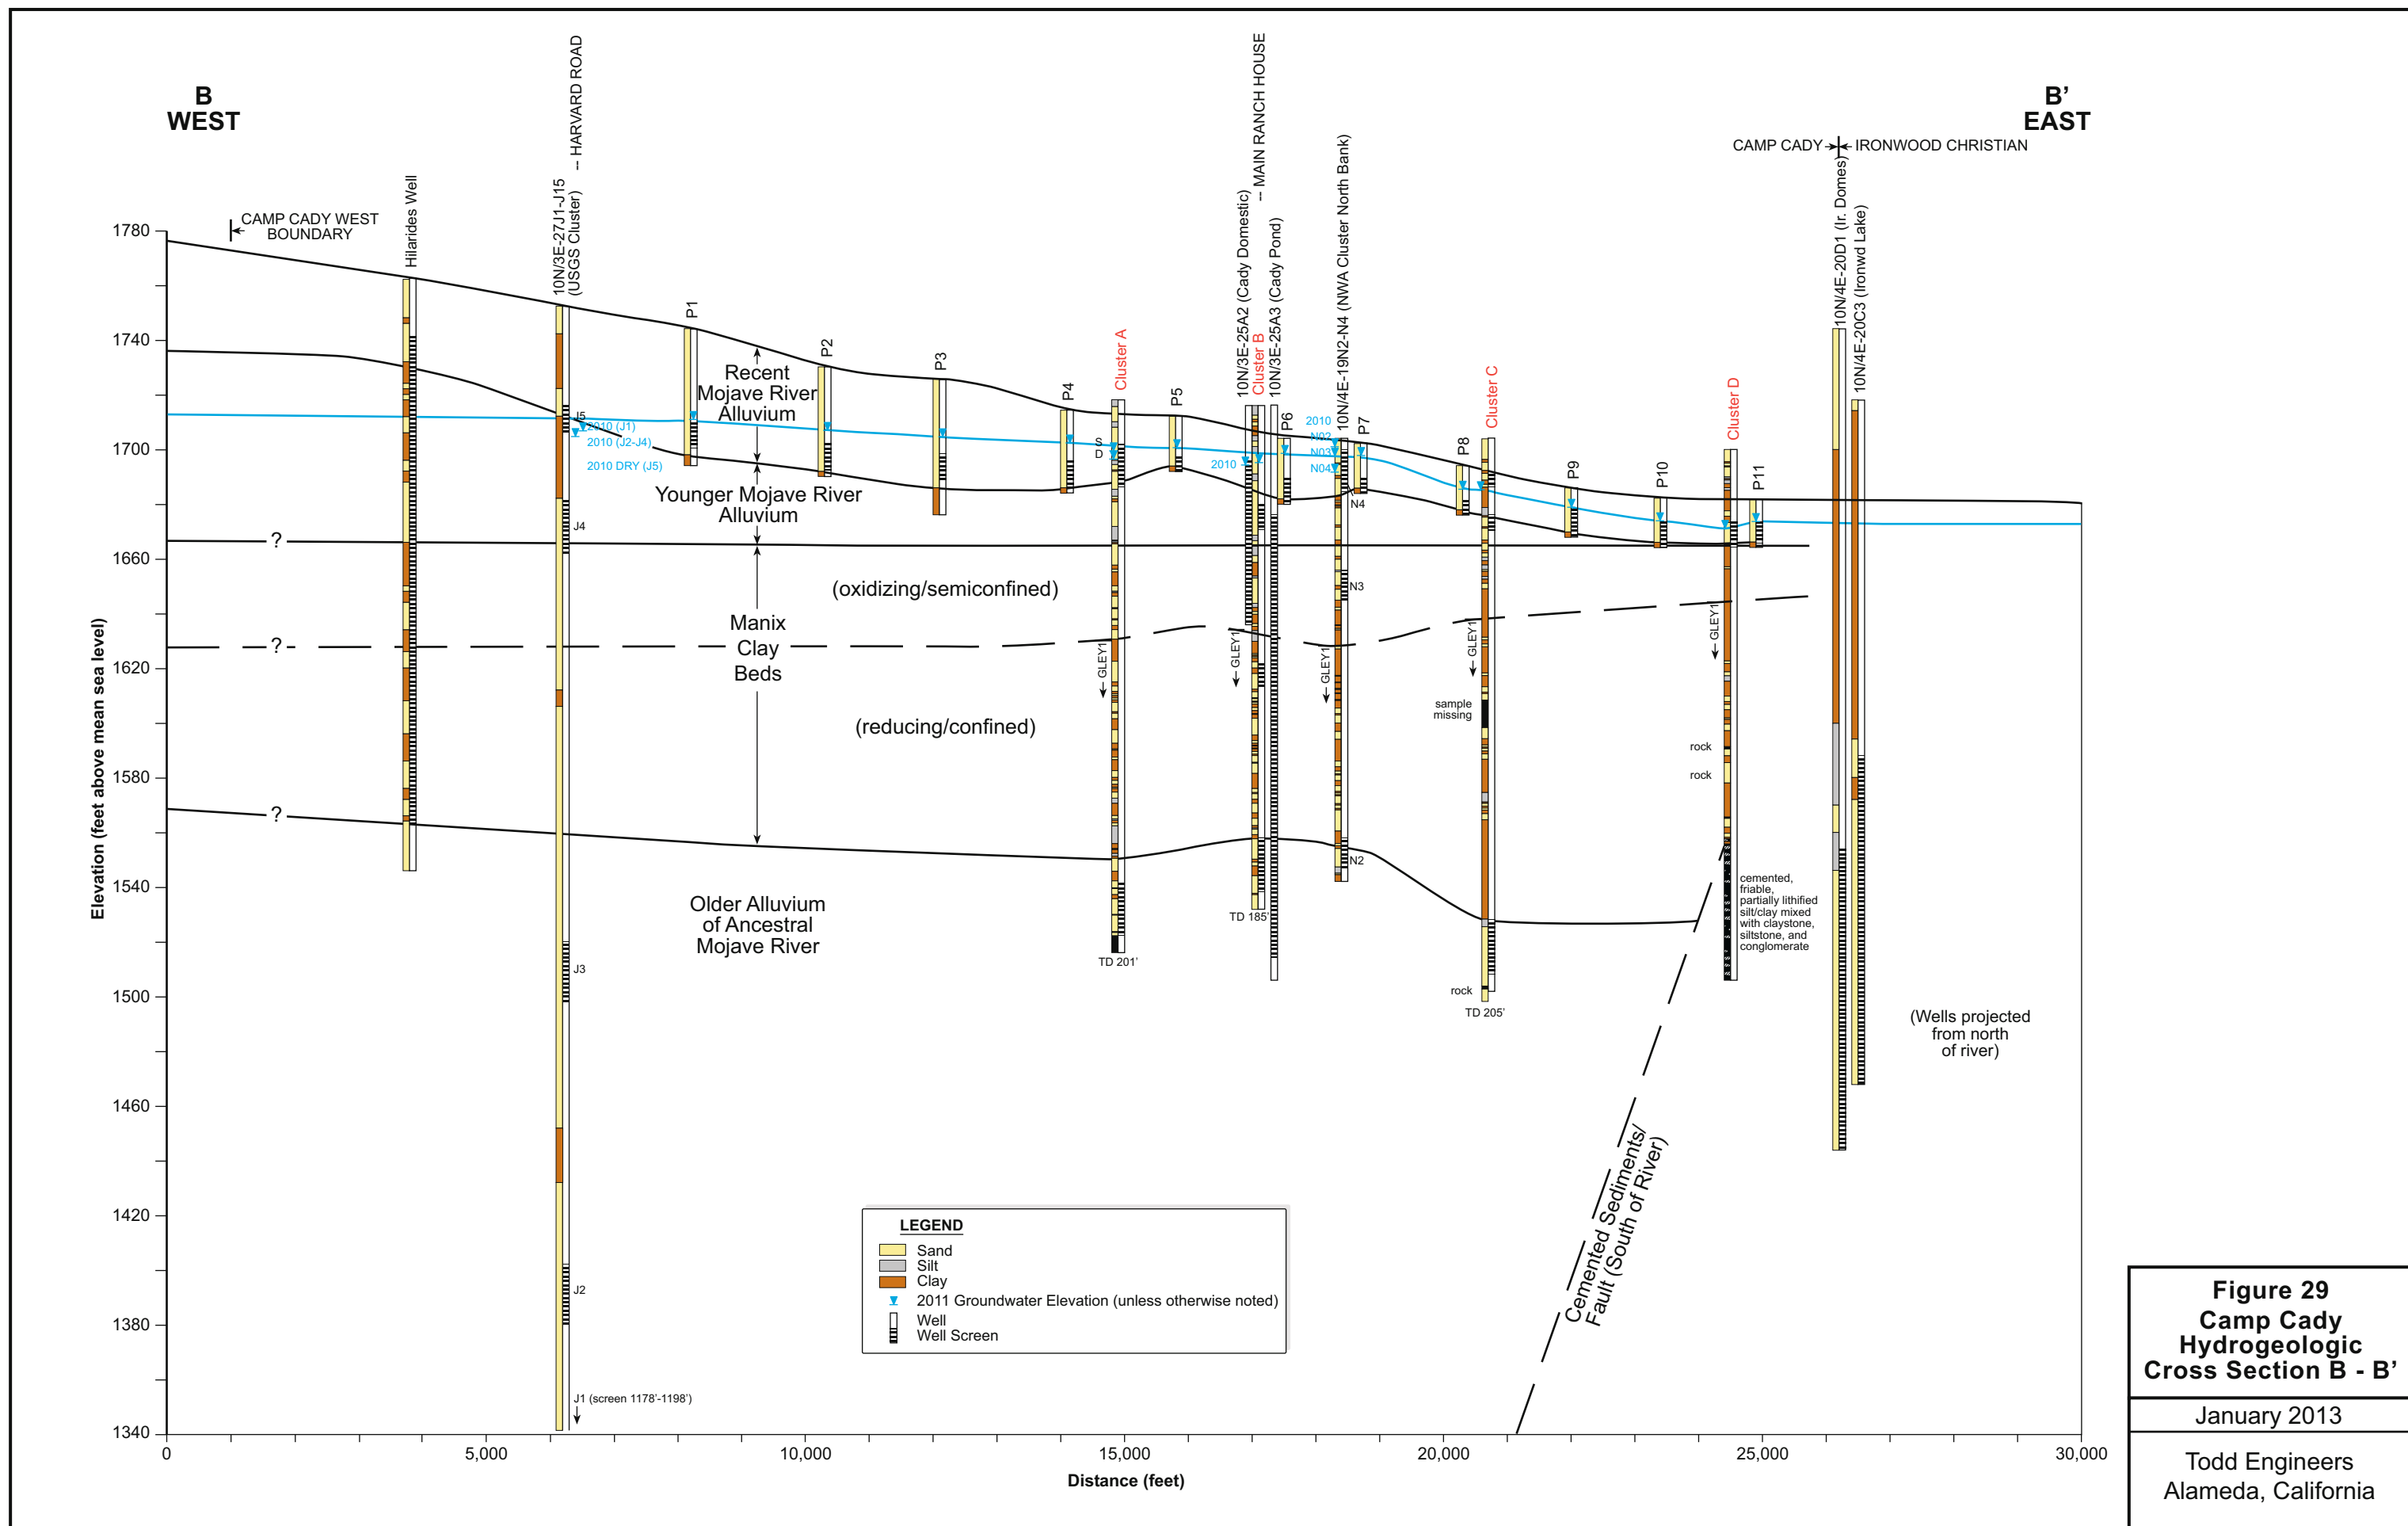 B
WEST
B’
EAST
-- HARVARD ROAD
-- MAIN RANCH HOUSE
CAMP CADY
IRONWOOD CHRISTIAN
CAMP CADY WEST
BOUNDARY
Hilarides Well
10N/3E-27J1-J15
(USGS Cluster)
P1
P2
P3
P4
Cluster A
P5
10N/3E-25A2 (Cady Domestic)
Cluster B
10N/3E-25A3 (Cady Pond)
P6
10N/4E-19N2-N4 (NWA Cluster North Bank)
P7
P8
Cluster C
P9
P10
Cluster D
P11
10N/4E-20D1 (Ir. Domes)
10N/4E-20C3 (Ironwd Lake)
Elevation (feet above mean sea level)
1780
1740
1700
1660
1620
1580
1540
1500
1460
1420
1380
1340
J5
2010 (J1)
2010 (J2-J4)
2010 DRY (J5)
J4
J3
J2
J1 (screen 1178’-1198’)
Recent
Mojave River
Alluvium
Younger Mojave River
Alluvium
?
?
?
(oxidizing/semiconfined)
Manix
Clay
Beds
(reducing/confined)
Older Alluvium
of Ancestral
Mojave River
S
D
GLEY1
TD 201’
2010
GLEY1
TD 185’
2010
N02
N03
N04
N4
N3
N2
GLEY1
GLEY1
sample
missing
rock
TD 205’
GLEY1
rock
rock
cemented,
friable,
partially lithified
silt/clay mixed
with claystone,
siltstone, and
conglomerate
(Wells projected
from north
of river)
Cemented Sediments/
Fault (South of River)
LEGEND
Sand
Silt
Clay
2011 Groundwater Elevation (unless otherwise noted)
Well
Well Screen
0
5,000
10,000
15,000
20,000
25,000
30,000
Distance (feet)
Figure 29
Camp Cady
Hydrogeologic
Cross Section B - B’
January 2013
Todd Engineers
Alameda, California